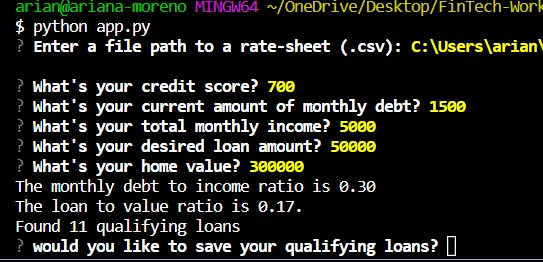 arian@ariana-moreno MINGW64 ~/OneDrive/Desktop/FinTech-Work
$ python app.py
? Enter a file path to a rate-sheet (.csv): C:\Users\arian\
? What's your credit score? 700
? What's your current amount of monthly debt? 1500
? What's your total monthly income? 5000
? What's your desired loan amount? 50000
? What's your home value? 300000
The monthly debt to income ratio is 0.30
The loan to value ratio is 0.17.
Found 11 qualifying loans
? would you like to save your qualifying loans?